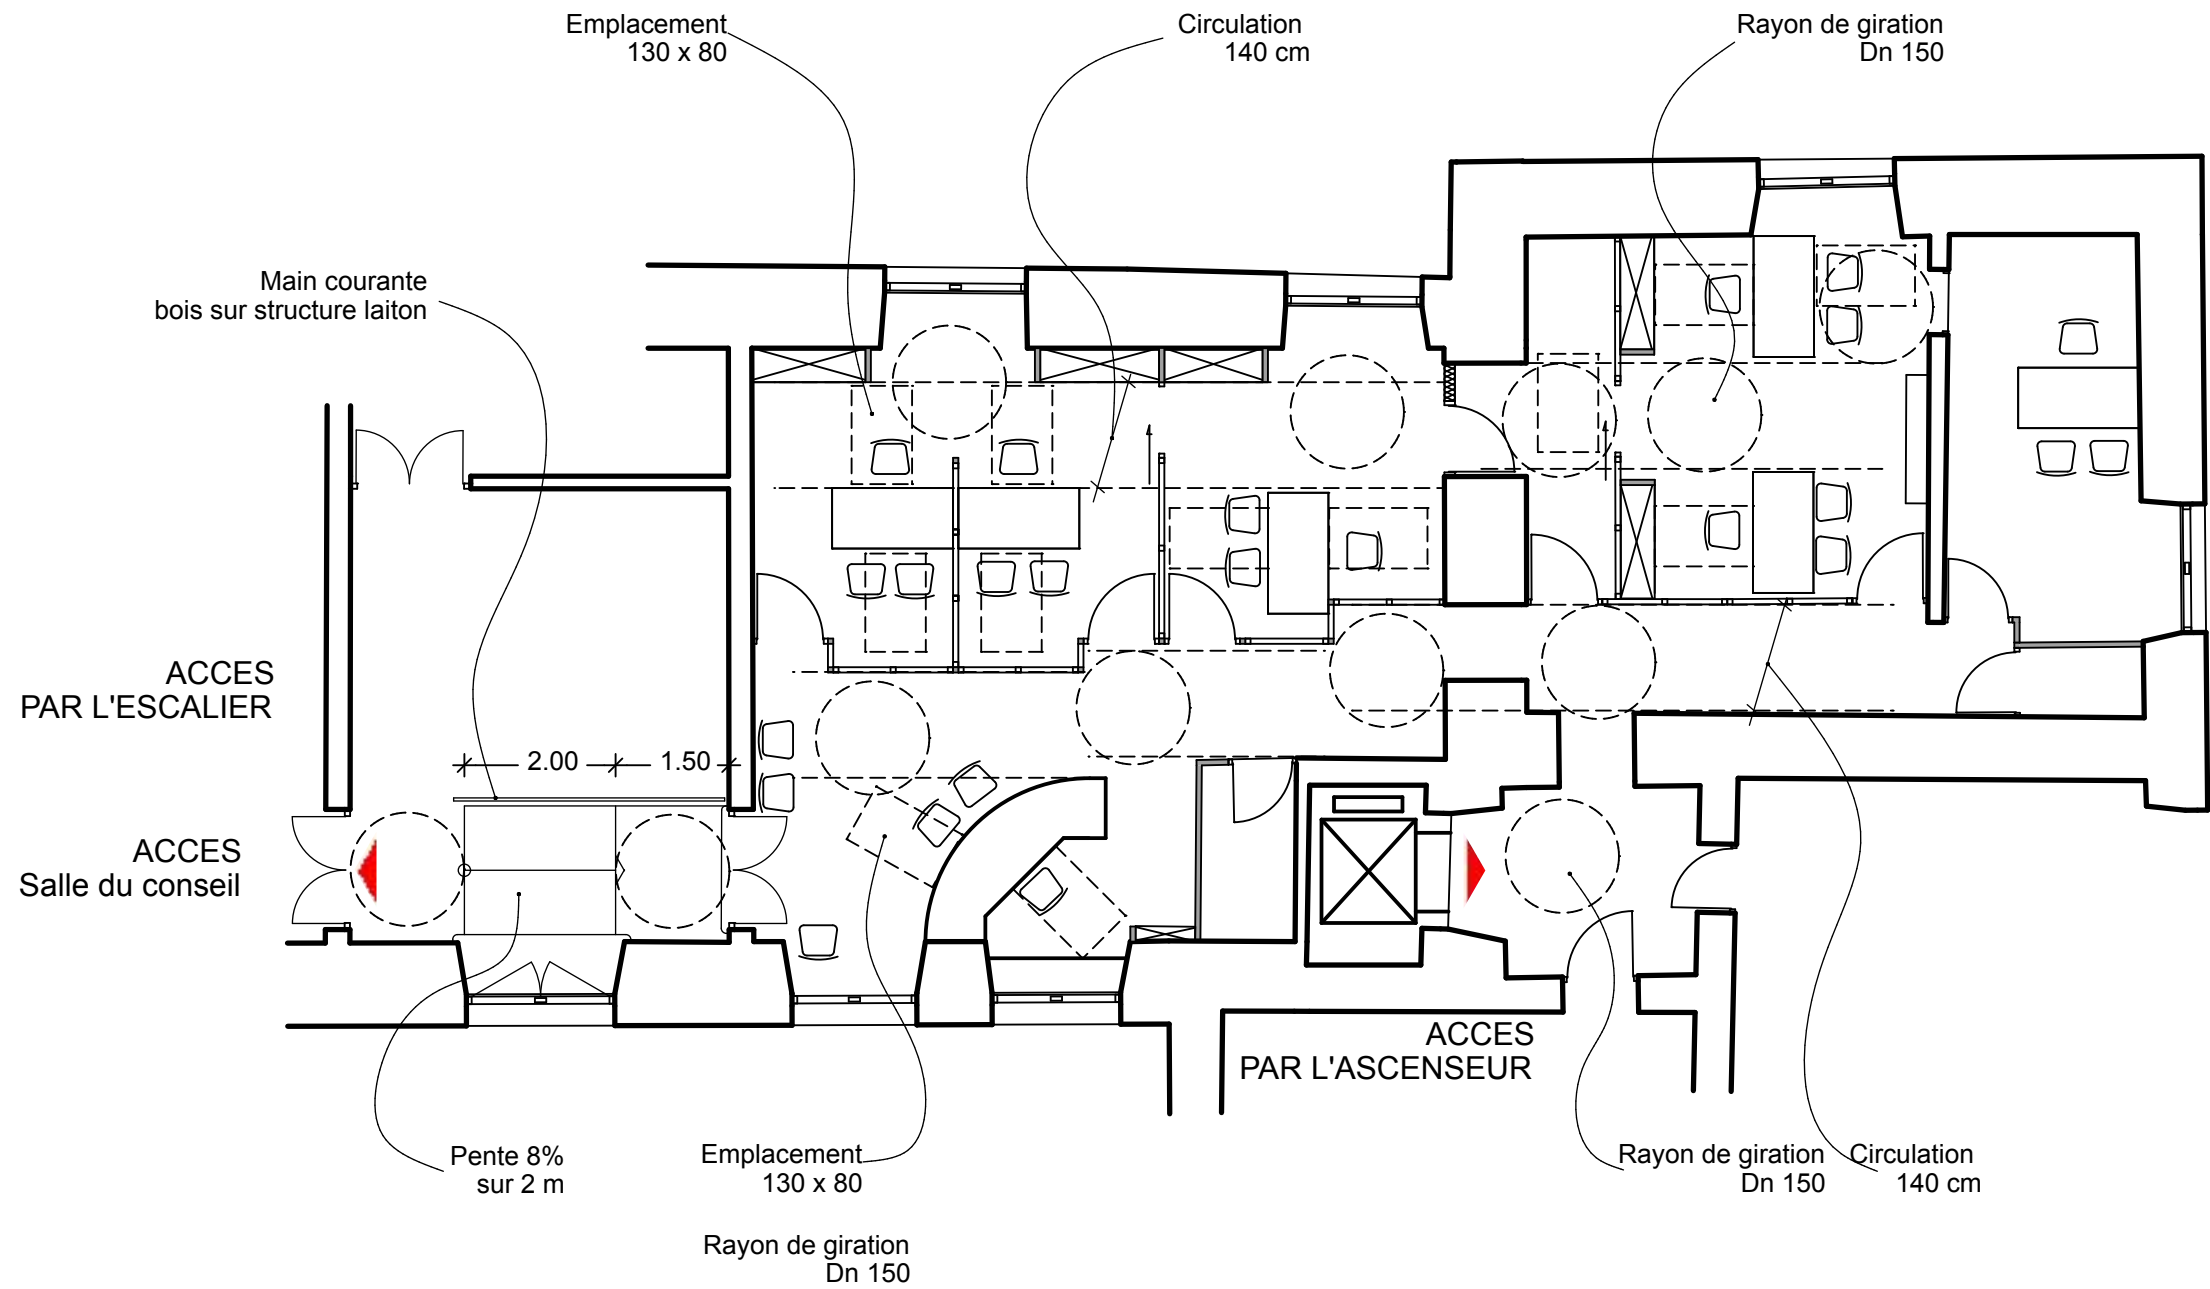 Emplacement
130 x 80
Circulation
140 cm
Rayon de giration
Dn 150
Main courante
bois sur structure laiton
ACCES
PAR L'ESCALIER
2.00
1.50
ACCES
Salle du conseil
ACCES
PAR L'ASCENSEUR
Pente 8%
sur 2 m
Emplacement
130 x 80
Rayon de giration
Dn 150
Circulation
140 cm
Rayon de giration
Dn 150